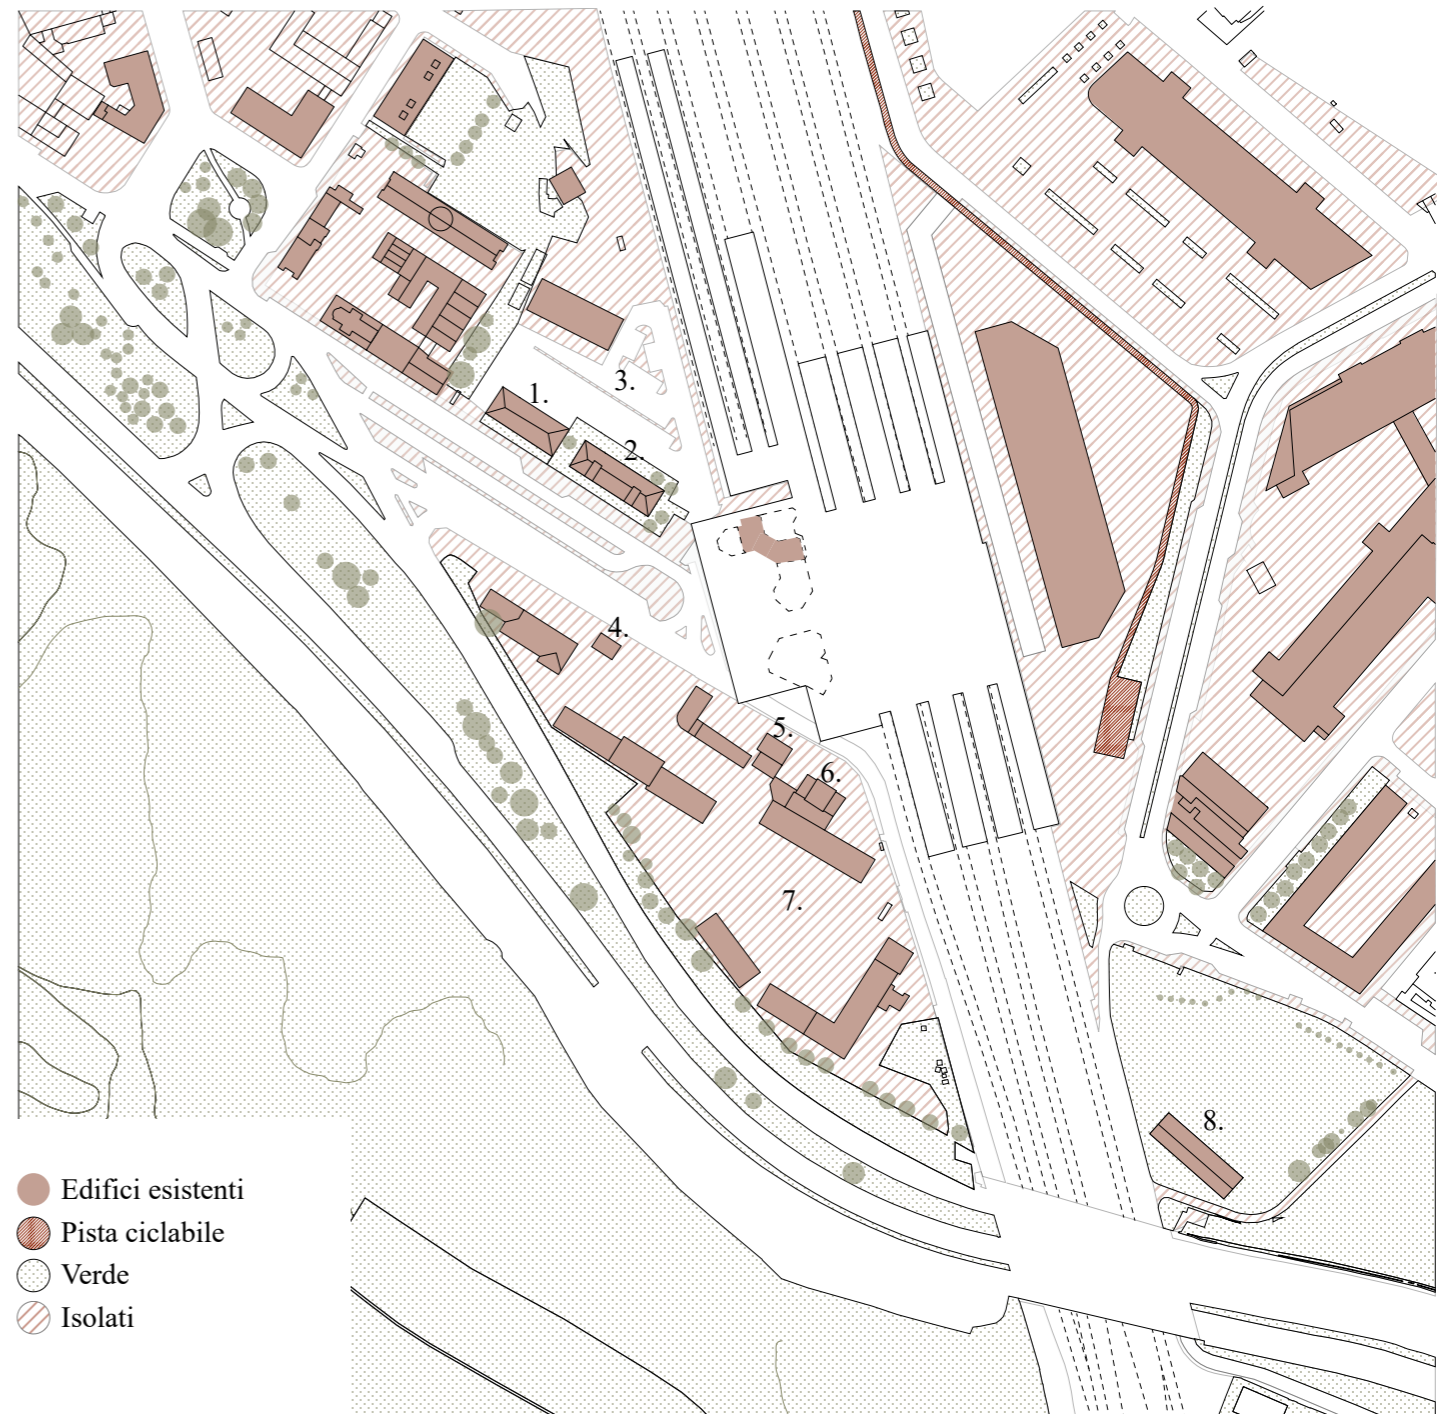 1.
3.
2.
4.
5.
6.
7.
8.
Edifici esistenti
Pista ciclabile
Verde
Isolati